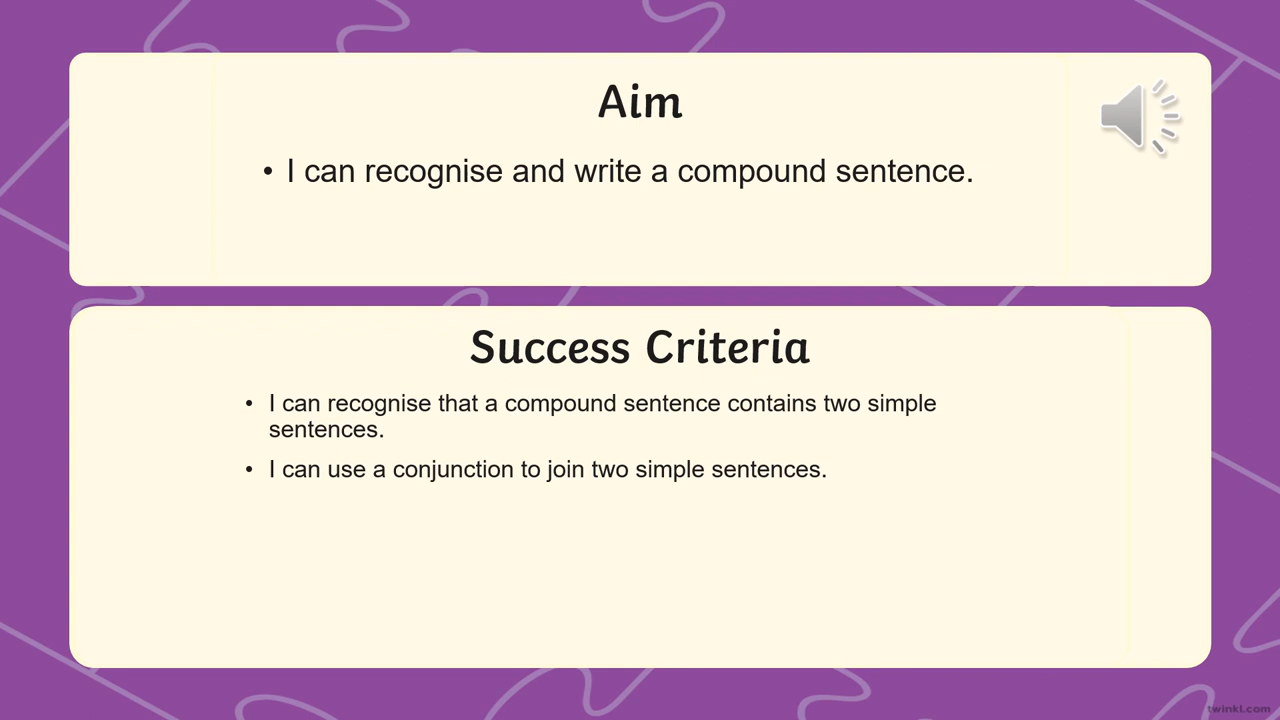 Aim
• I can recognise and write a compound sentence.
Success Criteria
• I can recognise that a compound sentence contains two simple
sentences.
• I can use a conjunction to join two simple sentences.
twinkl.com